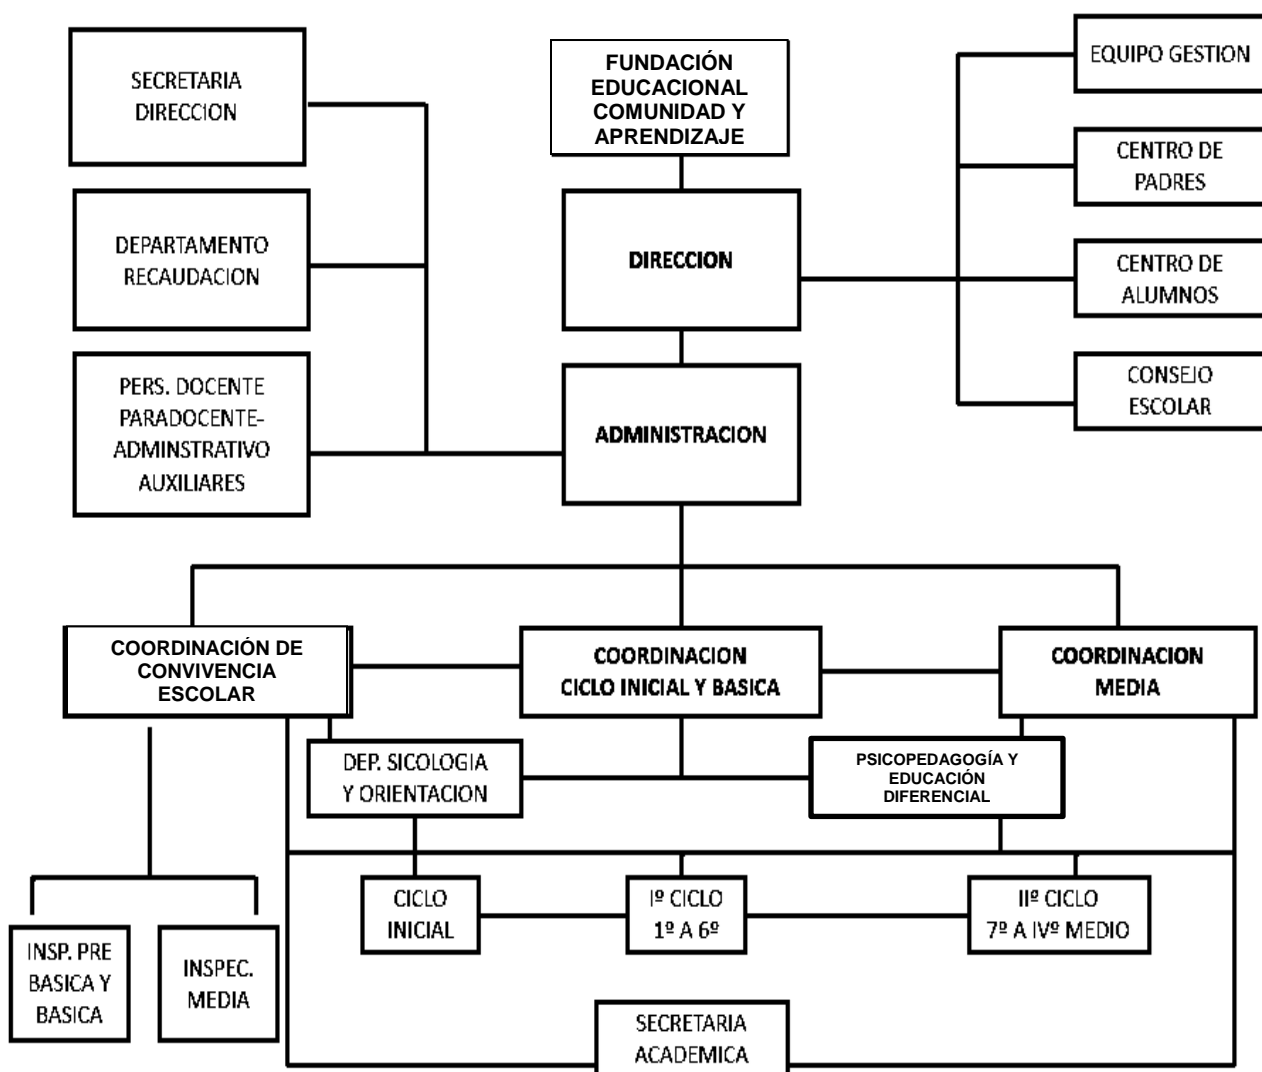 SECRETARIA
DIRECCION
FUNDACIÓN
EDUCACIONAL
COMUNIDAD Y
APRENDIZAJE
EQUIPO GESTION
CENTRO DE
PADRES
DEPARTAMENTO
RECAUDACION
DIRECCION
CENTRO DE
ALUMNOS
PERS. DOCENTE
PARADOCENTE-
ADMINSTRATIVO
AUXILIARES
ADMINISTRACION
CONSEJO
ESCOLAR
COORDINACIÓN DE
CONVIVENCIA
ESCOLAR
COORDINACION
CICLO INICIAL Y BASICA
COORDINACION
MEDIA
DEP. SICOLOGIA
Y ORIENTACION
PSICOPEDAGOGÍA Y
EDUCACIÓN
DIFERENCIAL
CICLO
INICIAL
Iº CICLO
1º A 6º
IIº CICLO
7º A IVº MEDIO
INSP. PRE
BASICA Y
BASICA
INSPEC.
MEDIA
SECRETARIA
ACADEMICA